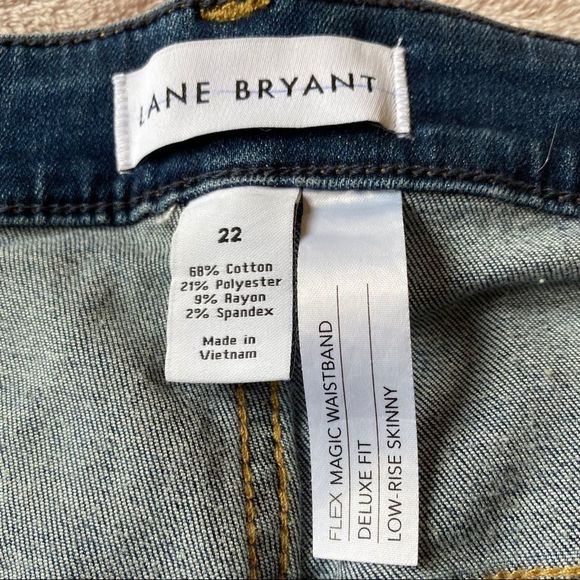 LANE BRYANT
22
68% Cotton
21% Polyester
9% Rayon
2% Spandex
Made in
Vietnam
FLEX MAGIC WAISTBAND
DELUXE FIT
LOW-RISE SKINNY